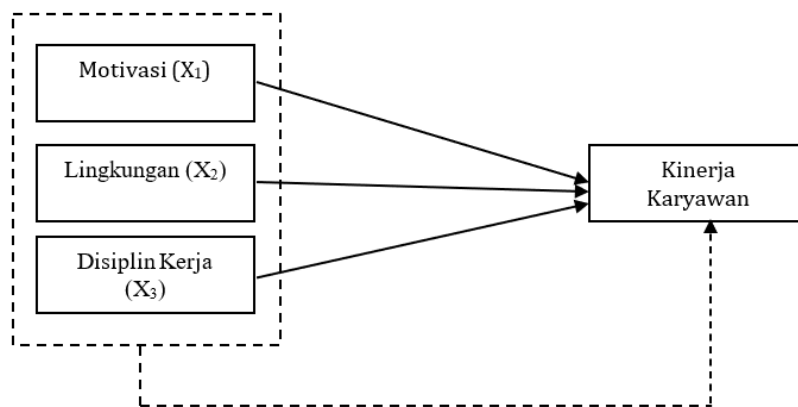 Motivasi (X₁)
Lingkungan (X₂)
Disiplin Kerja
(X₃)
Kinerja
Karyawan